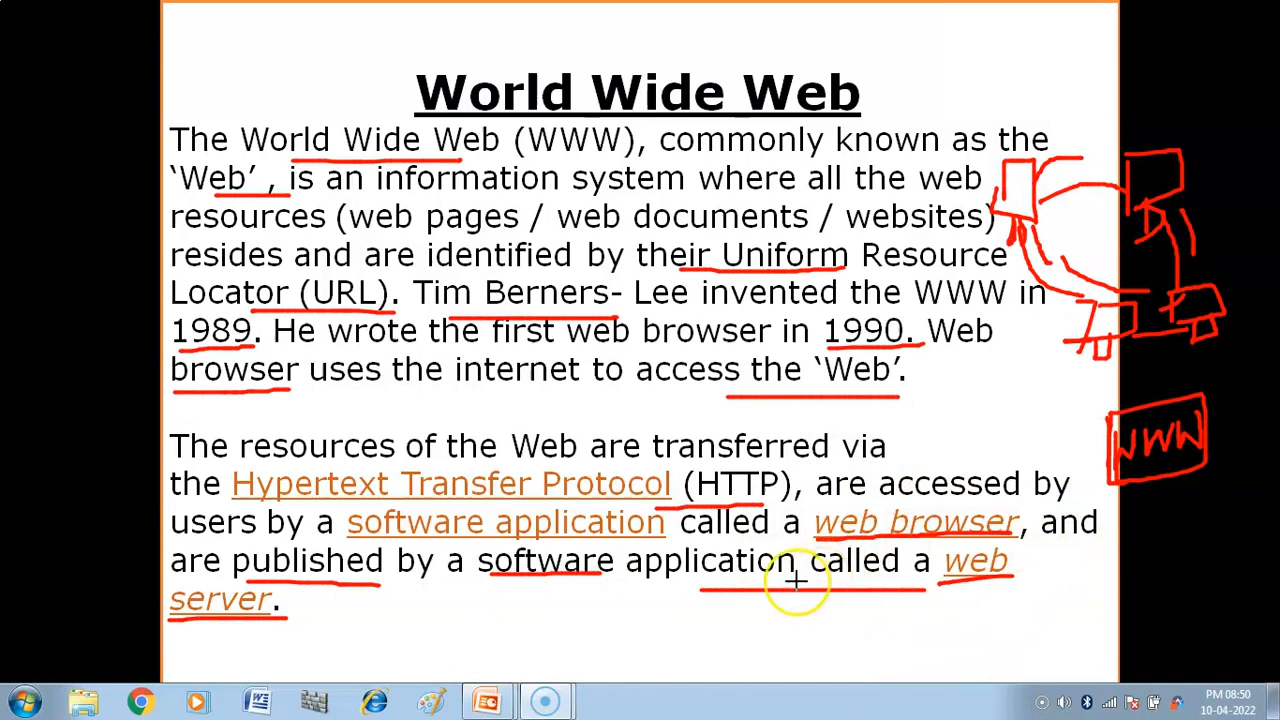 World Wide Web
The World Wide Web (WWW), commonly known as the
‘Web’ , is an information system where all the web
resources (web pages / web documents / websites)
resides and are identified by their Uniform Resource
Locator (URL). Tim Berners- Lee invented the WWW in
1989. He wrote the first web browser in 1990. Web
browser uses the internet to access the ‘Web’.
WWW
The resources of the Web are transferred via
the Hypertext Transfer Protocol (HTTP), are accessed by
users by a software application called a web browser, and
are published by a software application called a web
server.
PM 08:50
10-04-2022